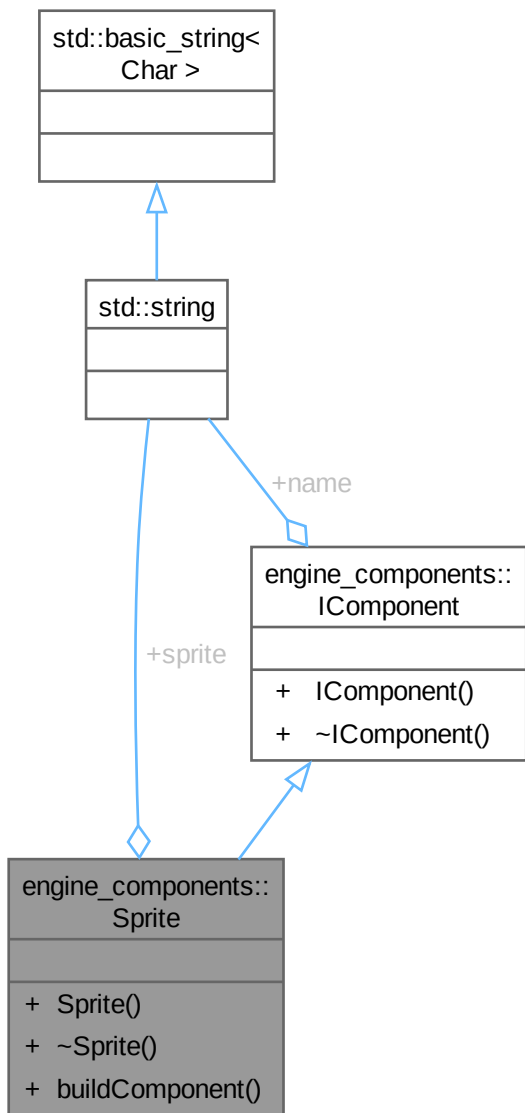 std::basic_string<
Char >
std::string
+name
engine_components::
IComponent
+ IComponent()
+ ~IComponent()
+sprite
engine_components::
Sprite
+ Sprite()
+ ~Sprite()
+ buildComponent()